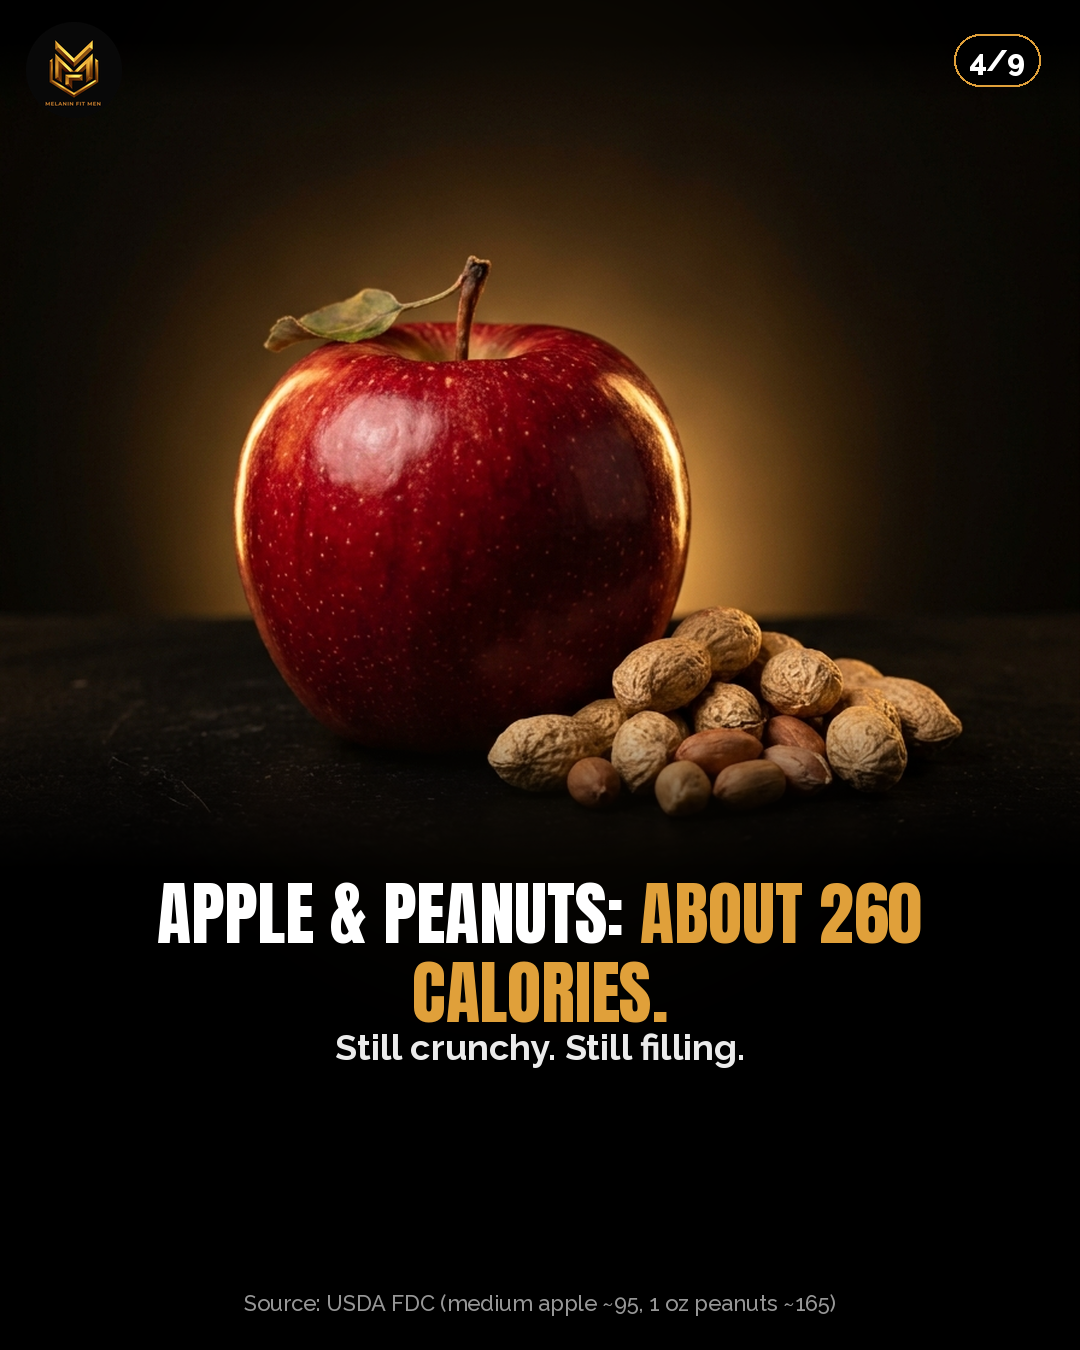 MELANIN FIT MEN
4/9
APPLE & PEANUTS: ABOUT 260
CALORIES.
Still crunchy. Still filling.
Source: USDA FDC (medium apple ~95, 1 oz peanuts ~165)